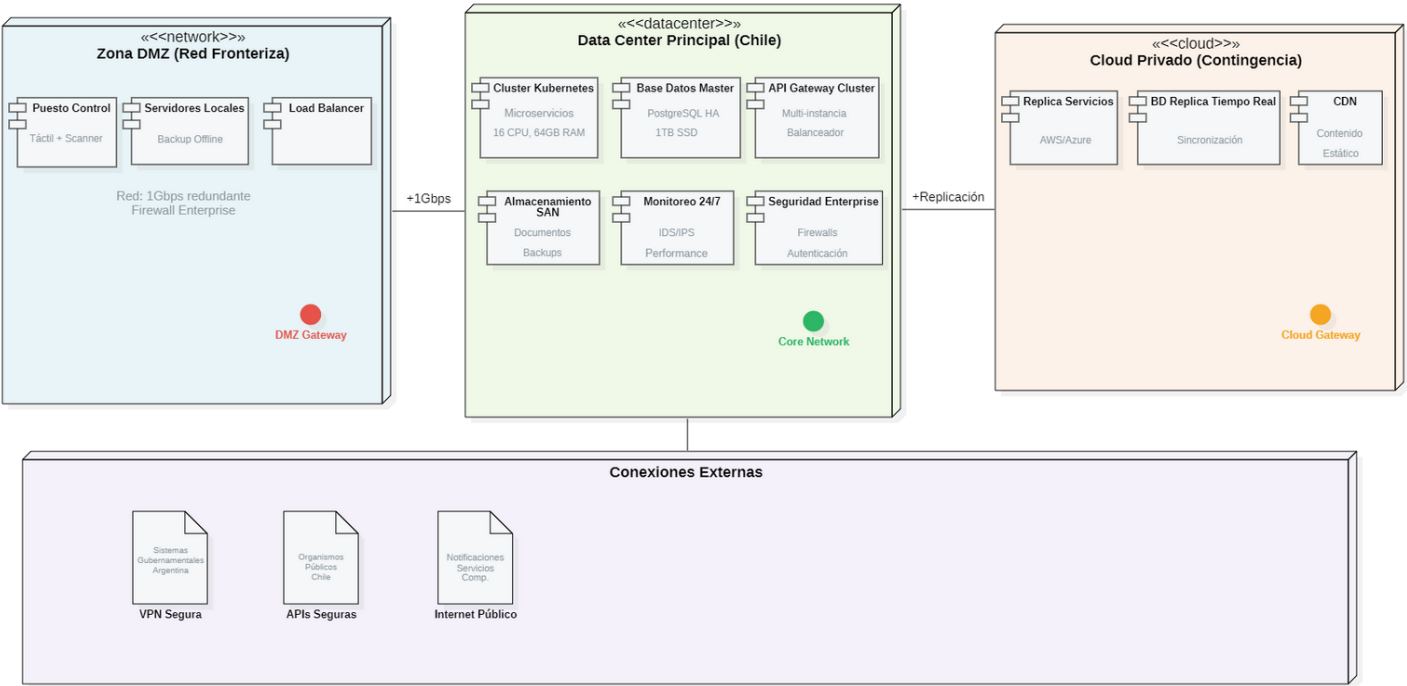 «<<network>>»
Zona DMZ (Red Fronteriza)
Puesto Control
Táctil + Scanner
Servidores Locales
Backup Offline
Load Balancer
Red: 1Gbps redundante
Firewall Enterprise
DMZ Gateway
+1Gbps
«<<datacenter>>»
Data Center Principal (Chile)
Cluster Kubernetes
Microservicios
16 CPU, 64GB RAM
Base Datos Master
PostgreSQL HA
1TB SSD
API Gateway Cluster
Multi-instancia
Balanceador
Almacenamiento
SAN
Documentos
Backups
Monitoreo 24/7
IDS/IPS
Performance
Seguridad Enterprise
Firewalls
Autenticación
Core Network
+Replicación
«<<cloud>>»
Cloud Privado (Contingencia)
Replica Servicios
AWS/Azure
BD Replica Tiempo Real
Sincronización
CDN
Contenido
Estático
Cloud Gateway
Conexiones Externas
Sistemas
Gubernamentales
Argentina
VPN Segura
Organismos
Públicos
Chile
APIs Seguras
Notificaciones
Servicios
Comp.
Internet Público